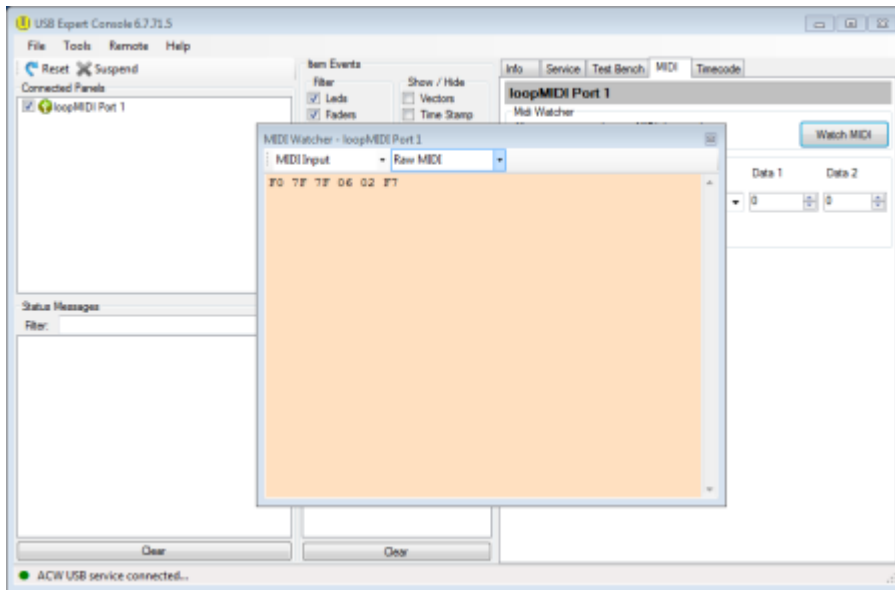 USB Expert Console 6.7.71.5
File Tools Remote Help
Reset Suspend
Connected Panels
loopMIDI Port 1
Item Events
Filter
Leds
Faders
Show / Hide
Vectors
Time Stamp
Info Service Test Bench MIDI Timecode
loopMIDI Port 1
Midi Watcher
Watch MIDI
Data 1 Data 2
0 0
MIDI Watcher - loopMIDI Port 1
MIDI Input Raw MIDI
F0 7F 7F 06 02 F7
Status Messages
Filter:
Clear Clear
ACW USB service connected...